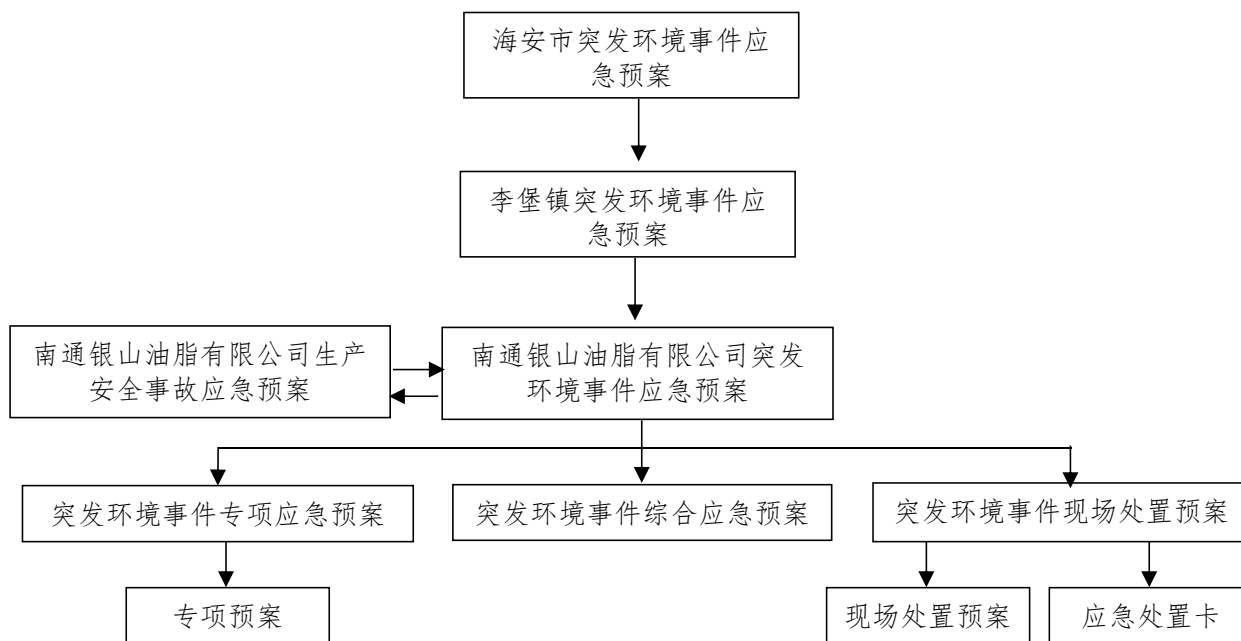 海安市突发环境事件应
急预案
李堡镇突发环境事件应
急预案
南通银山油脂有限公司生产
安全事故应急预案
南通银山油脂有限公司突发
环境事件应急预案
突发环境事件专项应急预案
突发环境事件综合应急预案
突发环境事件现场处置预案
专项预案
现场处置预案
应急处置卡